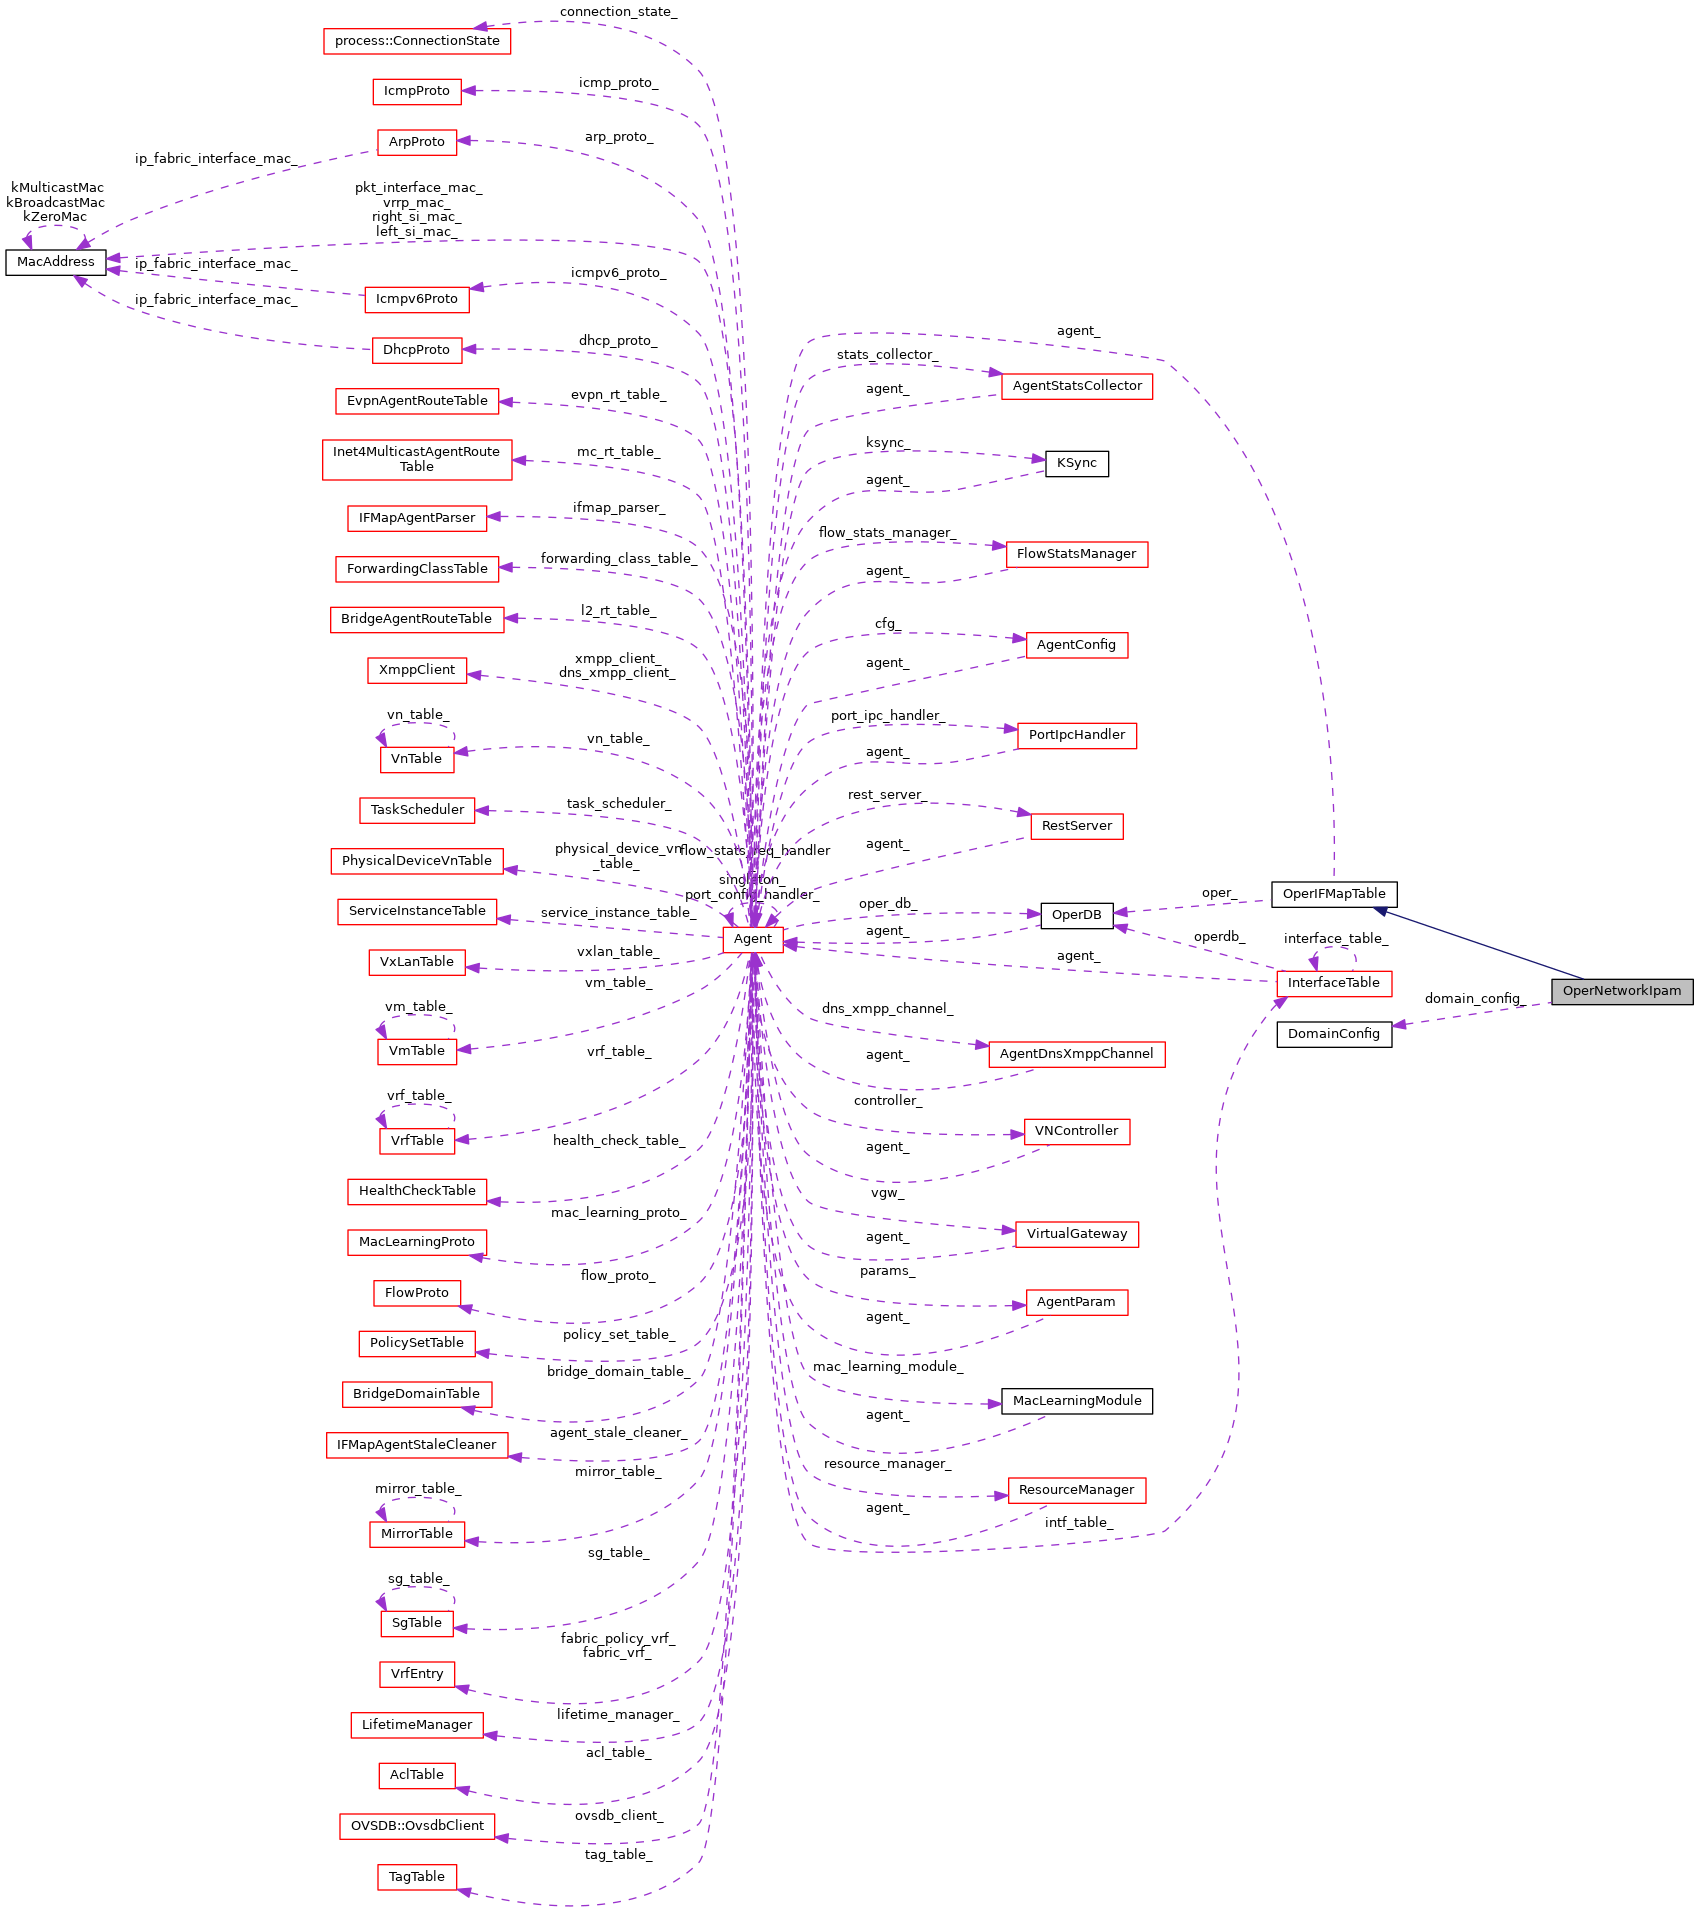 connection_state_
process::ConnectionState
icmp_proto_
IcmpProto
arp_proto_
ArpProto
ip_fabric_interface_mac_
kMulticastMac
kBroadcastMac
kZeroMac
MacAddress
pkt_interface_mac_
vrrp_mac_
right_si_mac_
left_si_mac_
ip_fabric_interface_mac_
icmpv6_proto_
Icmpv6Proto
ip_fabric_interface_mac_
dhcp_proto_
DhcpProto
evpn_rt_table_
EvpnAgentRouteTable
mc_rt_table_
Inet4MulticastAgentRoute
Table
ifmap_parser_
IFMapAgentParser
forwarding_class_table_
ForwardingClassTable
l2_rt_table_
BridgeAgentRouteTable
xmpp_client_
dns_xmpp_client_
XmppClient
vn_table_
vn_table_
VnTable
task_scheduler_
TaskScheduler
physical_device_vn
_table_
PhysicalDeviceVnTable
service_instance_table_
ServiceInstanceTable
vxlan_table_
VxLanTable
vm_table_
vm_table_
VmTable
vrf_table_
vrf_table_
VrfTable
health_check_table_
HealthCheckTable
mac_learning_proto_
MacLearningProto
flow_proto_
FlowProto
policy_set_table_
PolicySetTable
bridge_domain_table_
BridgeDomainTable
agent_stale_cleaner_
IFMapAgentStaleCleaner
mirror_table_
mirror_table_
MirrorTable
sg_table_
sg_table_
SgTable
fabric_policy_vrf_
fabric_vrf_
VrfEntry
lifetime_manager_
LifetimeManager
acl_table_
AclTable
ovsdb_client_
OVSDB::OvsdbClient
tag_table_
TagTable
flow_stats_req_handler
singleton_
port_config_handler_
Agent
agent_
stats_collector_
AgentStatsCollector
agent_
ksync_
KSync
agent_
flow_stats_manager_
FlowStatsManager
agent_
cfg_
AgentConfig
agent_
port_ipc_handler_
PortIpcHandler
agent_
rest_server_
RestServer
agent_
oper_db_
OperDB
agent_
agent_
dns_xmpp_channel_
AgentDnsXmppChannel
agent_
controller_
VNController
agent_
vgw_
VirtualGateway
agent_
params_
AgentParam
agent_
mac_learning_module_
MacLearningModule
agent_
resource_manager_
ResourceManager
agent_
intf_table_
oper_
OperIFMapTable
operdb_
interface_table_
InterfaceTable
domain_config_
DomainConfig
OperNetworkIpam